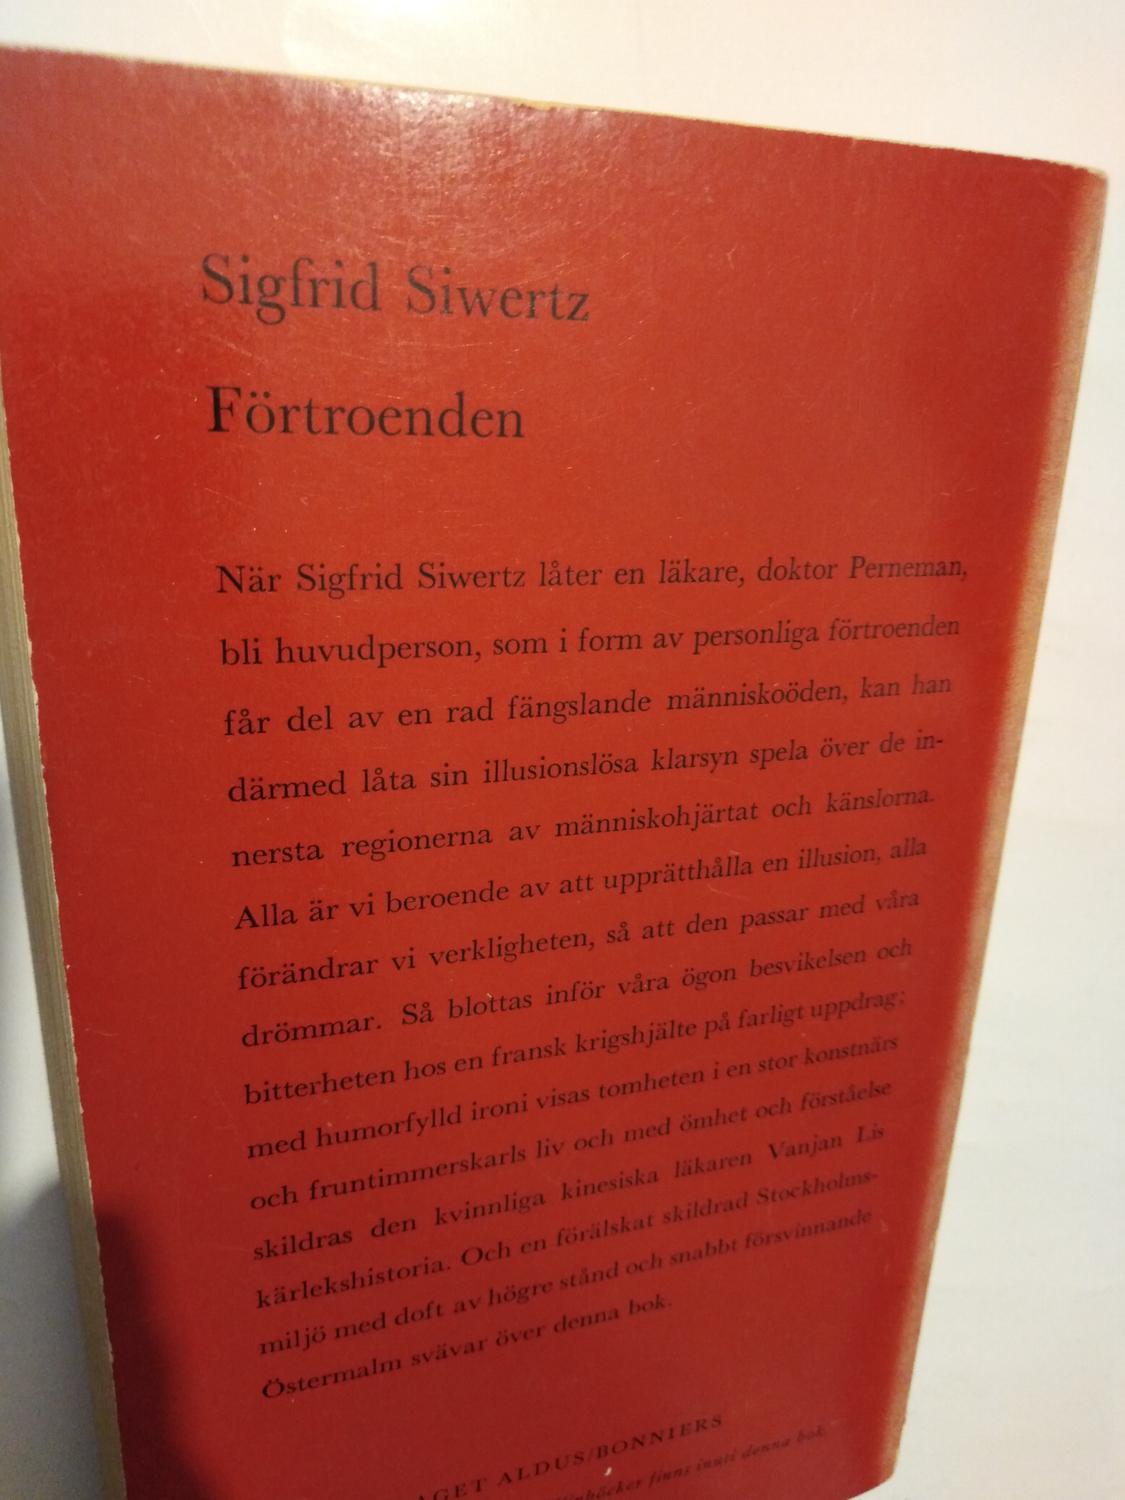 Sigfrid Siwertz
Förtroenden
När Sigfrid Siwertz låter en läkare, doktor Perneman,
bli huvudperson, som i form av personliga förtroenden
får del av en rad fängslande människoöden, kan han
därmed låta sin illusionslösa klarsyn spela över de in-
nersta regionerna av människohjärtat och känslorna.
Alla är vi beroende av att upprätthålla en illusion, alla
förändrar vi verkligheten, så att den passar med våra
drömmar. Så blottas inför våra ögon besvikelsen och
bitterheten hos en fransk krigshjälte på farligt uppdrag;
med humorfylld ironi visas tomheten i en stor konstnärs
och fruntimmerskarls liv och med ömhet och förståelse
skildras den kvinnliga kinesiska läkaren Vanjan Lis
kärlekshistoria. Och en förälskat skildrad Stockholms-
miljö med doft av högre stånd och snabbt försvinnande
Östermalm svävar över denna bok.
AGET ALDUS/BONNIERS
finns inuti denna bok